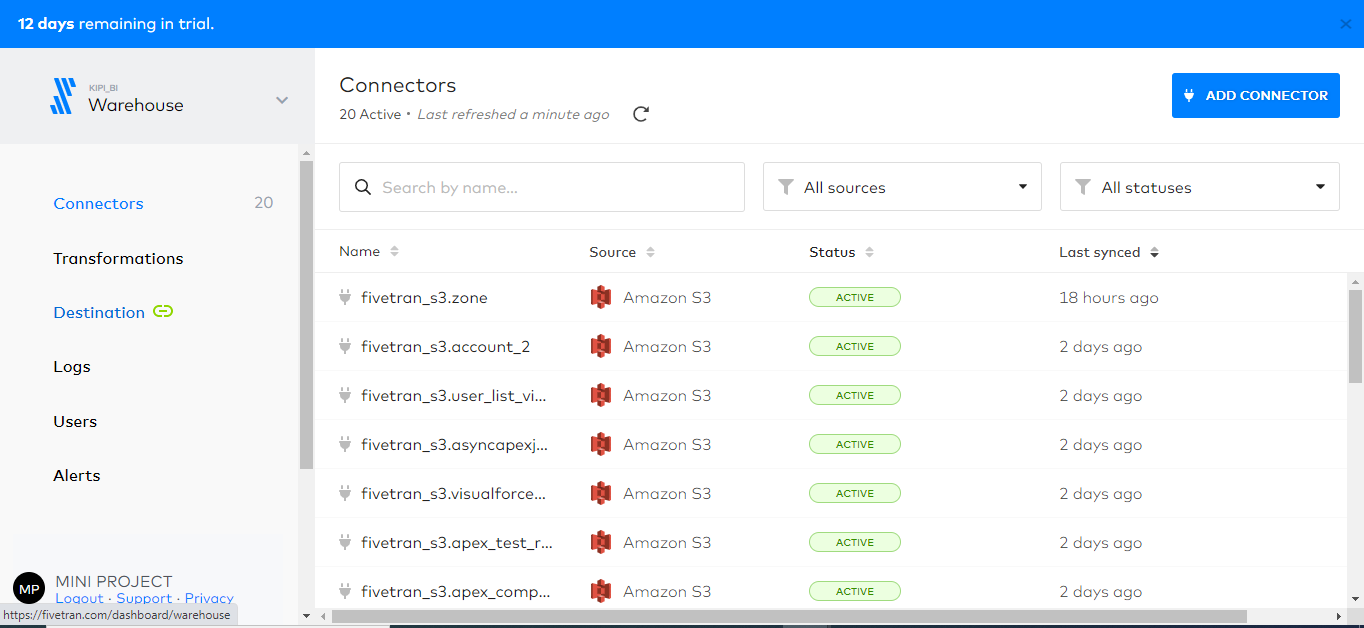 12 days remaining in trial.
KIPI_BI
Warehouse
Connectors 20
Transformations
Destination
Logs
Users
Alerts
MP
MINI PROJECT
Logout · Support · Privacy
https://fivetran.com/dashboard/warehouse
Connectors
20 Active • Last refreshed a minute ago
ADD CONNECTOR
Search by name...
All sources
All statuses
Name Source Status Last synced
fivetran_s3.zone Amazon S3 ACTIVE 18 hours ago
fivetran_s3.account_2 Amazon S3 ACTIVE 2 days ago
fivetran_s3.user_list_vi... Amazon S3 ACTIVE 2 days ago
fivetran_s3.asyncapexj... Amazon S3 ACTIVE 2 days ago
fivetran_s3.visualforce... Amazon S3 ACTIVE 2 days ago
fivetran_s3.apex_test_r... Amazon S3 ACTIVE 2 days ago
fivetran_s3.apex_comp... Amazon S3 ACTIVE 2 days ago